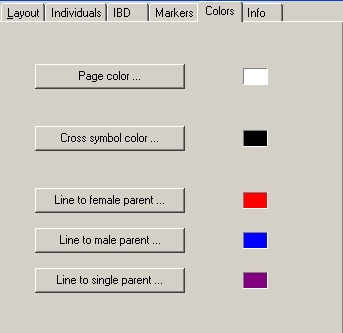 Layout Individuals IBD Markers Colors Info
Page color ...
Cross symbol color ...
Line to female parent ...
Line to male parent ...
Line to single parent ...